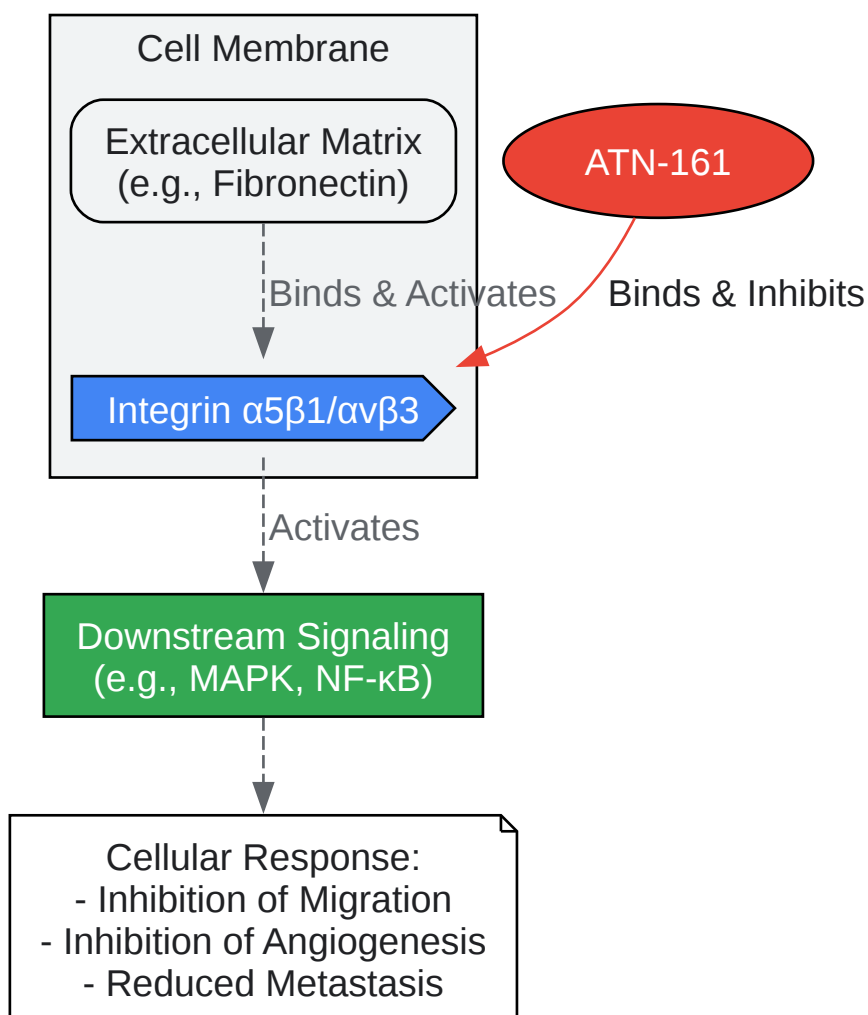 Cell Membrane
Extracellular Matrix
(e.g., Fibronectin)
ATN-161
Binds & Activates
Binds & Inhibits
Integrin α5β1/αvβ3
Activates
Downstream Signaling
(e.g., MAPK, NF-κB)
Cellular Response:
- Inhibition of Migration
- Inhibition of Angiogenesis
- Reduced Metastasis